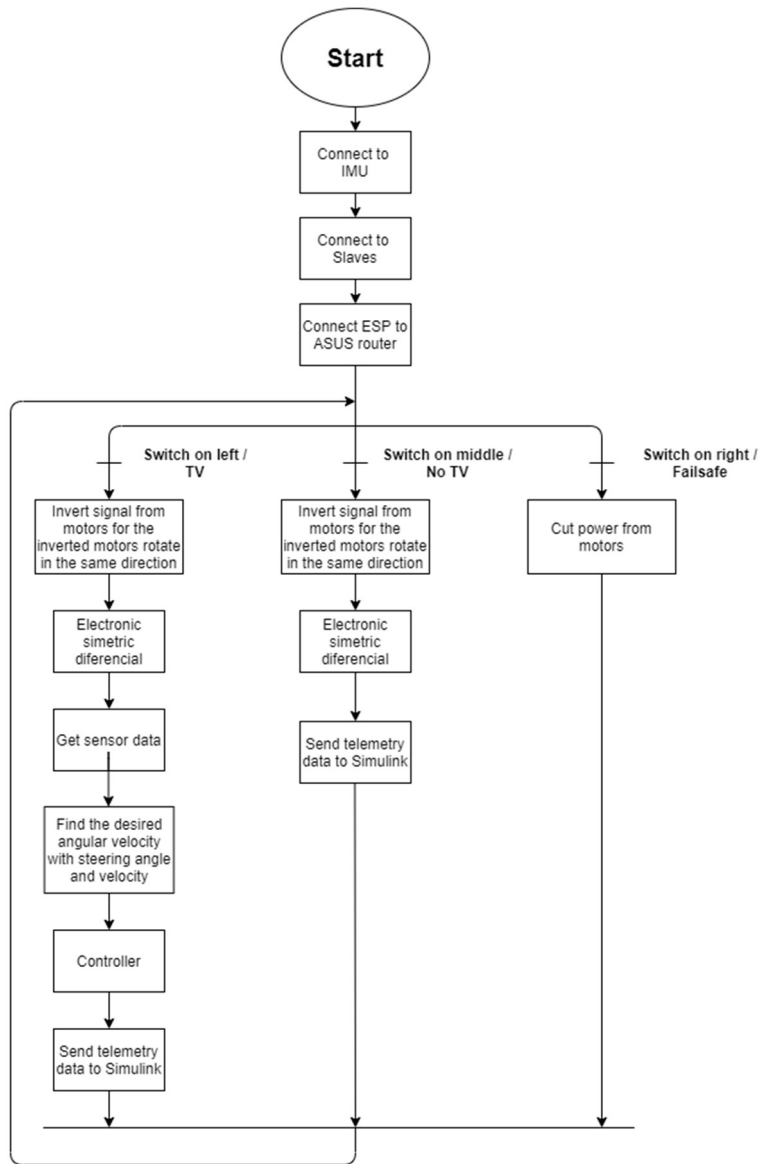 Start
Connect to
IMU
Connect to
Slaves
Connect ESP to
ASUS router
Switch on left /
TV
Switch on middle /
No TV
Switch on right /
Failsafe
Invert signal from
motors for the
inverted motors rotate
in the same direction
Invert signal from
motors for the
inverted motors rotate
in the same direction
Cut power from
motors
Electronic
simetric
diferencial
Electronic
simetric
diferencial
Get sensor data
Send telemetry
data to Simulink
Find the desired
angular velocity
with steering angle
and velocity
Controller
Send telemetry
data to Simulink